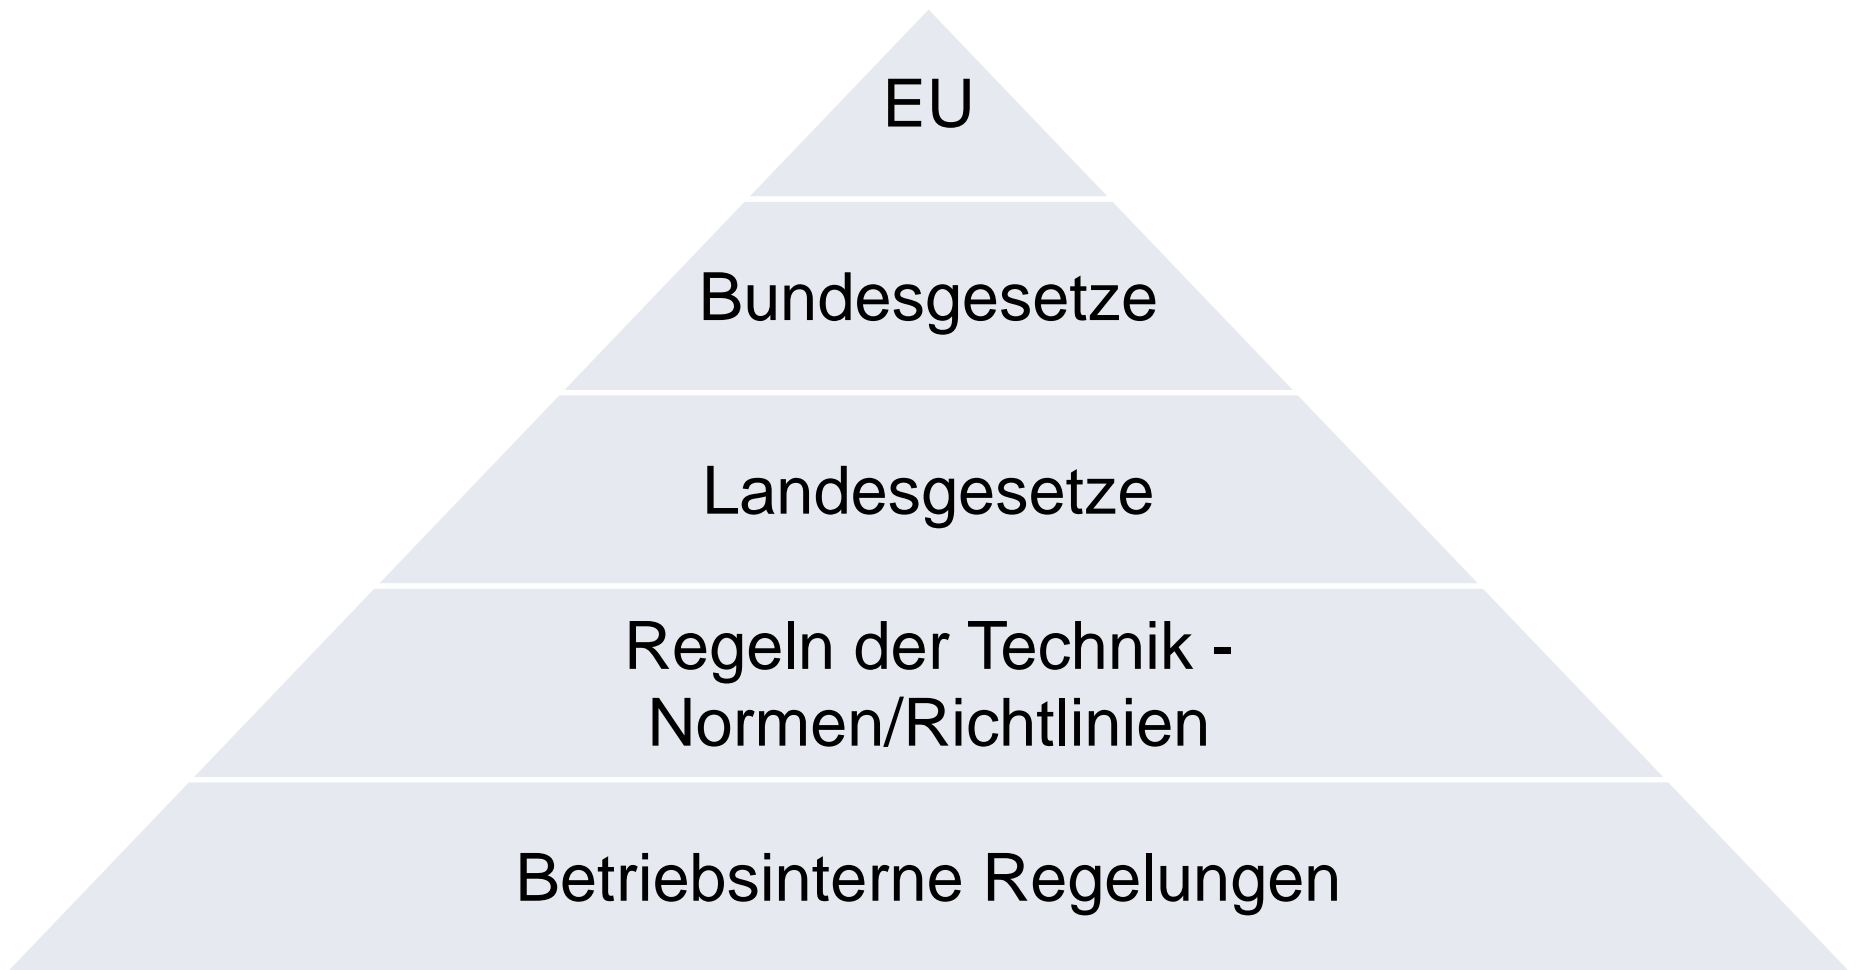 EU
Bundesgesetze
Landesgesetze
Regeln der Technik -
Normen/Richtlinien
Betriebsinterne Regelungen